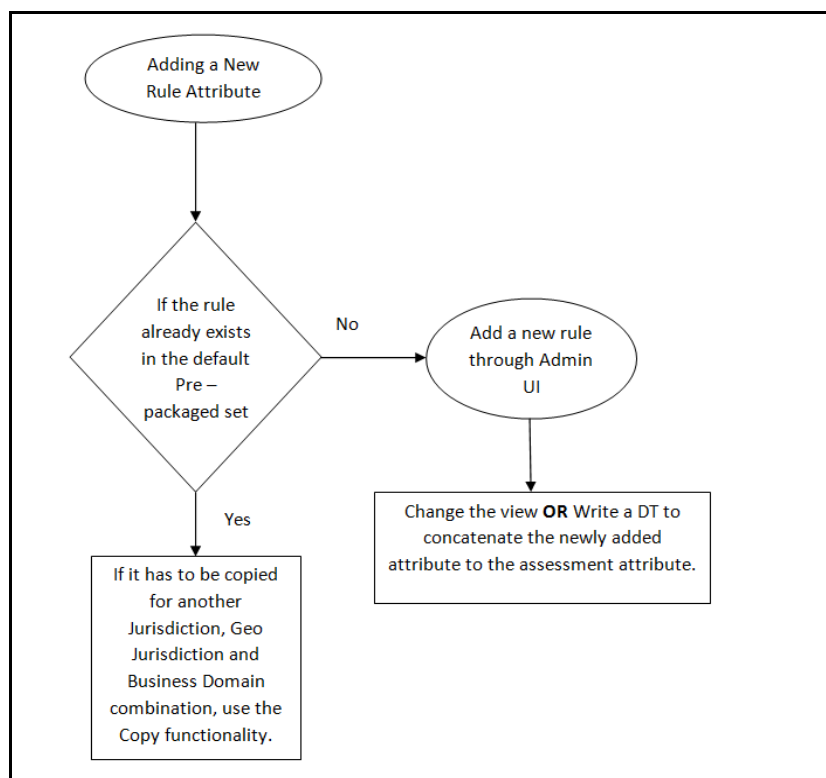 Adding a New
Rule Attribute
If the rule
already exists
in the default
Pre –
packaged set
No
Add a new rule
through Admin
UI
Yes
Change the view OR Write a DT to
concatenate the newly added
attribute to the assessment attribute.
If it has to be copied
for another
Jurisdiction, Geo
Jurisdiction and
Business Domain
combination, use the
Copy functionality.